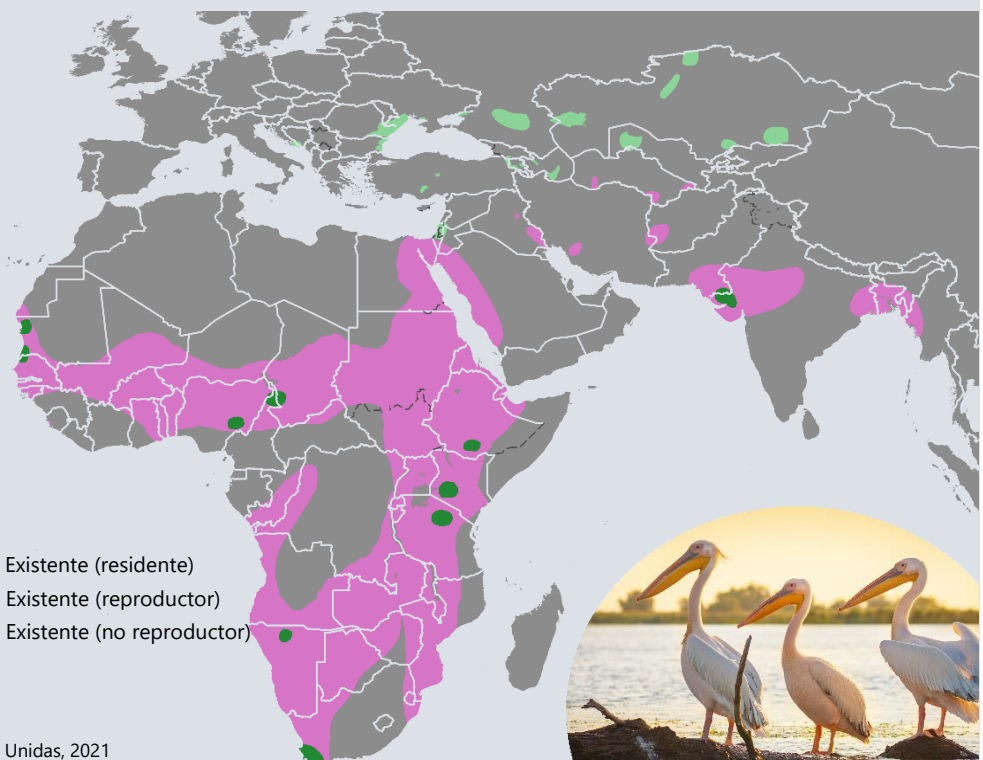 Existente (residente)
Existente (reproductor)
Existente (no reproductor)
Unidas, 2021